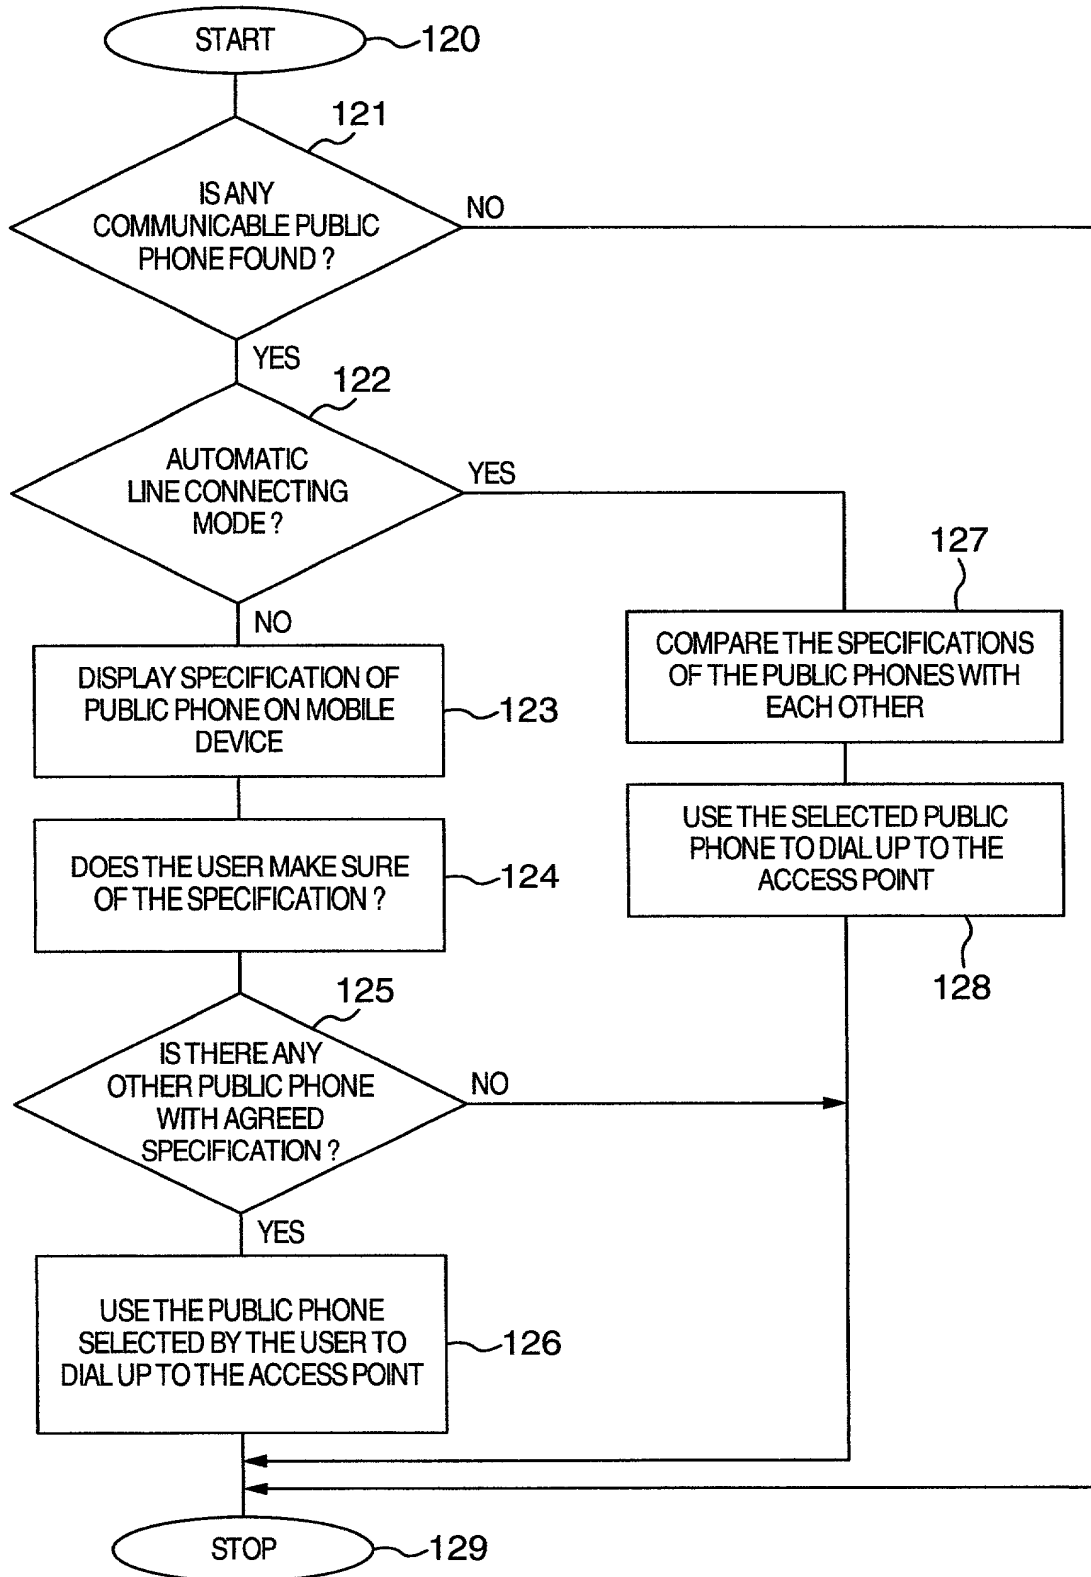 START
120
121
IS ANY
COMMUNICABLE PUBLIC
PHONE FOUND ?
NO
YES
122
AUTOMATIC
LINE CONNECTING
MODE ?
YES
NO
127
COMPARE THE SPECIFICATIONS
OF THE PUBLIC PHONES WITH
EACH OTHER
DISPLAY SPECIFICATION OF
PUBLIC PHONE ON MOBILE
DEVICE
123
USE THE SELECTED PUBLIC
PHONE TO DIAL UP TO THE
ACCESS POINT
128
DOES THE USER MAKE SURE
OF THE SPECIFICATION ?
124
125
IS THERE ANY
OTHER PUBLIC PHONE
WITH AGREED
SPECIFICATION ?
NO
YES
USE THE PUBLIC PHONE
SELECTED BY THE USER TO
DIAL UP TO THE ACCESS POINT
126
STOP
129